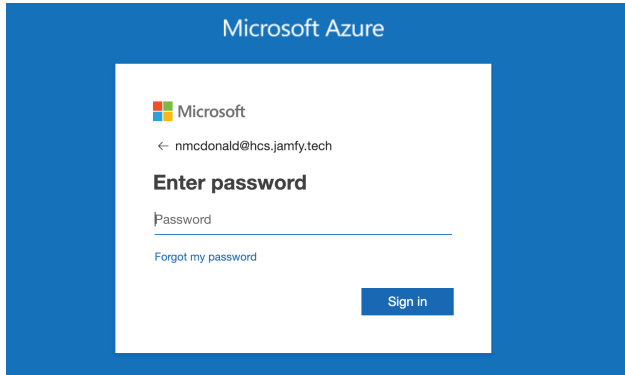 Microsoft Azure
Microsoft
← nmcdonald@hcs.jamfy.tech
Enter password
Password
Forgot my password
Sign in